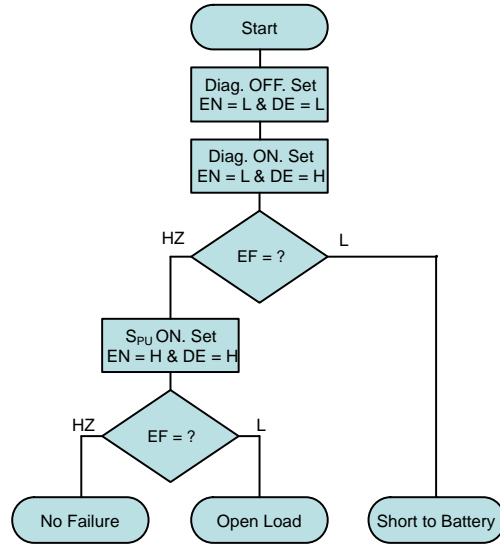 Start
Diag. OFF. Set
EN = L & DE = L
Diag. ON. Set
EN = L & DE = H
HZ
EF = ?
L
SPU ON. Set
EN = H & DE = H
HZ
EF = ?
L
No Failure
Open Load
Short to Battery